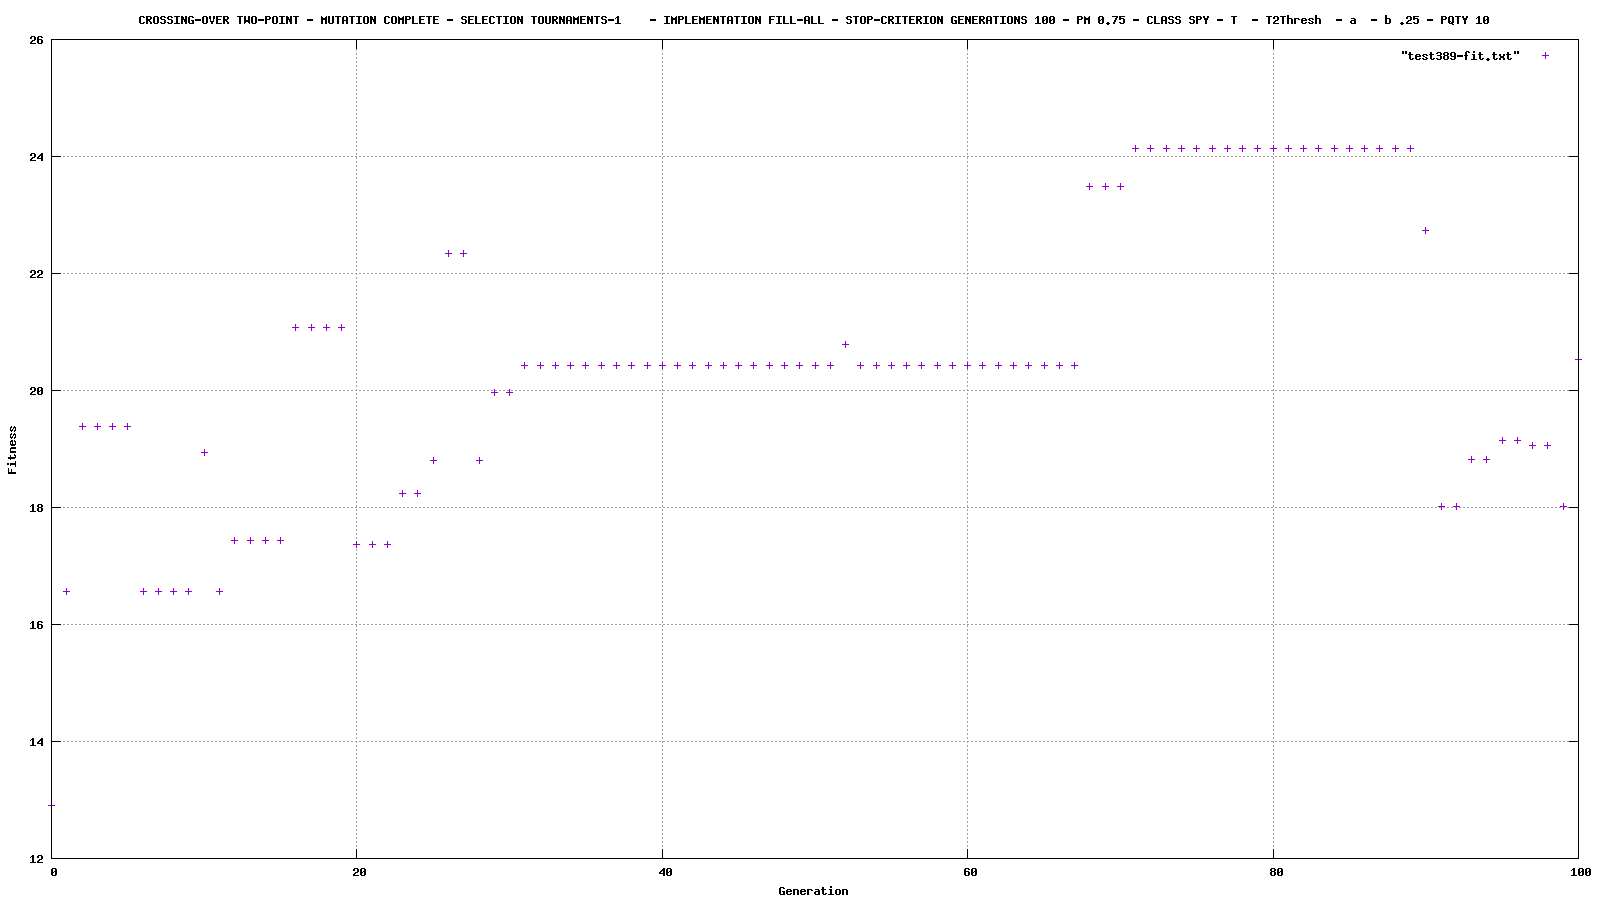 CROSSING-OVER TWO-POINT - MUTATION COMPLETE - SELECTION TOURNAMENTS-1 - IMPLEMENTATION FILL-ALL - STOP-CRITERION GENERATIONS 100 - PM 0.75 - CLASS SPY - T - T2Thresh - a - b .25 - PQTY 10
"test389-fit.txt"
26
24
22
20
18
16
14
12
Fitness
0 20 40 60 80 100
Generation